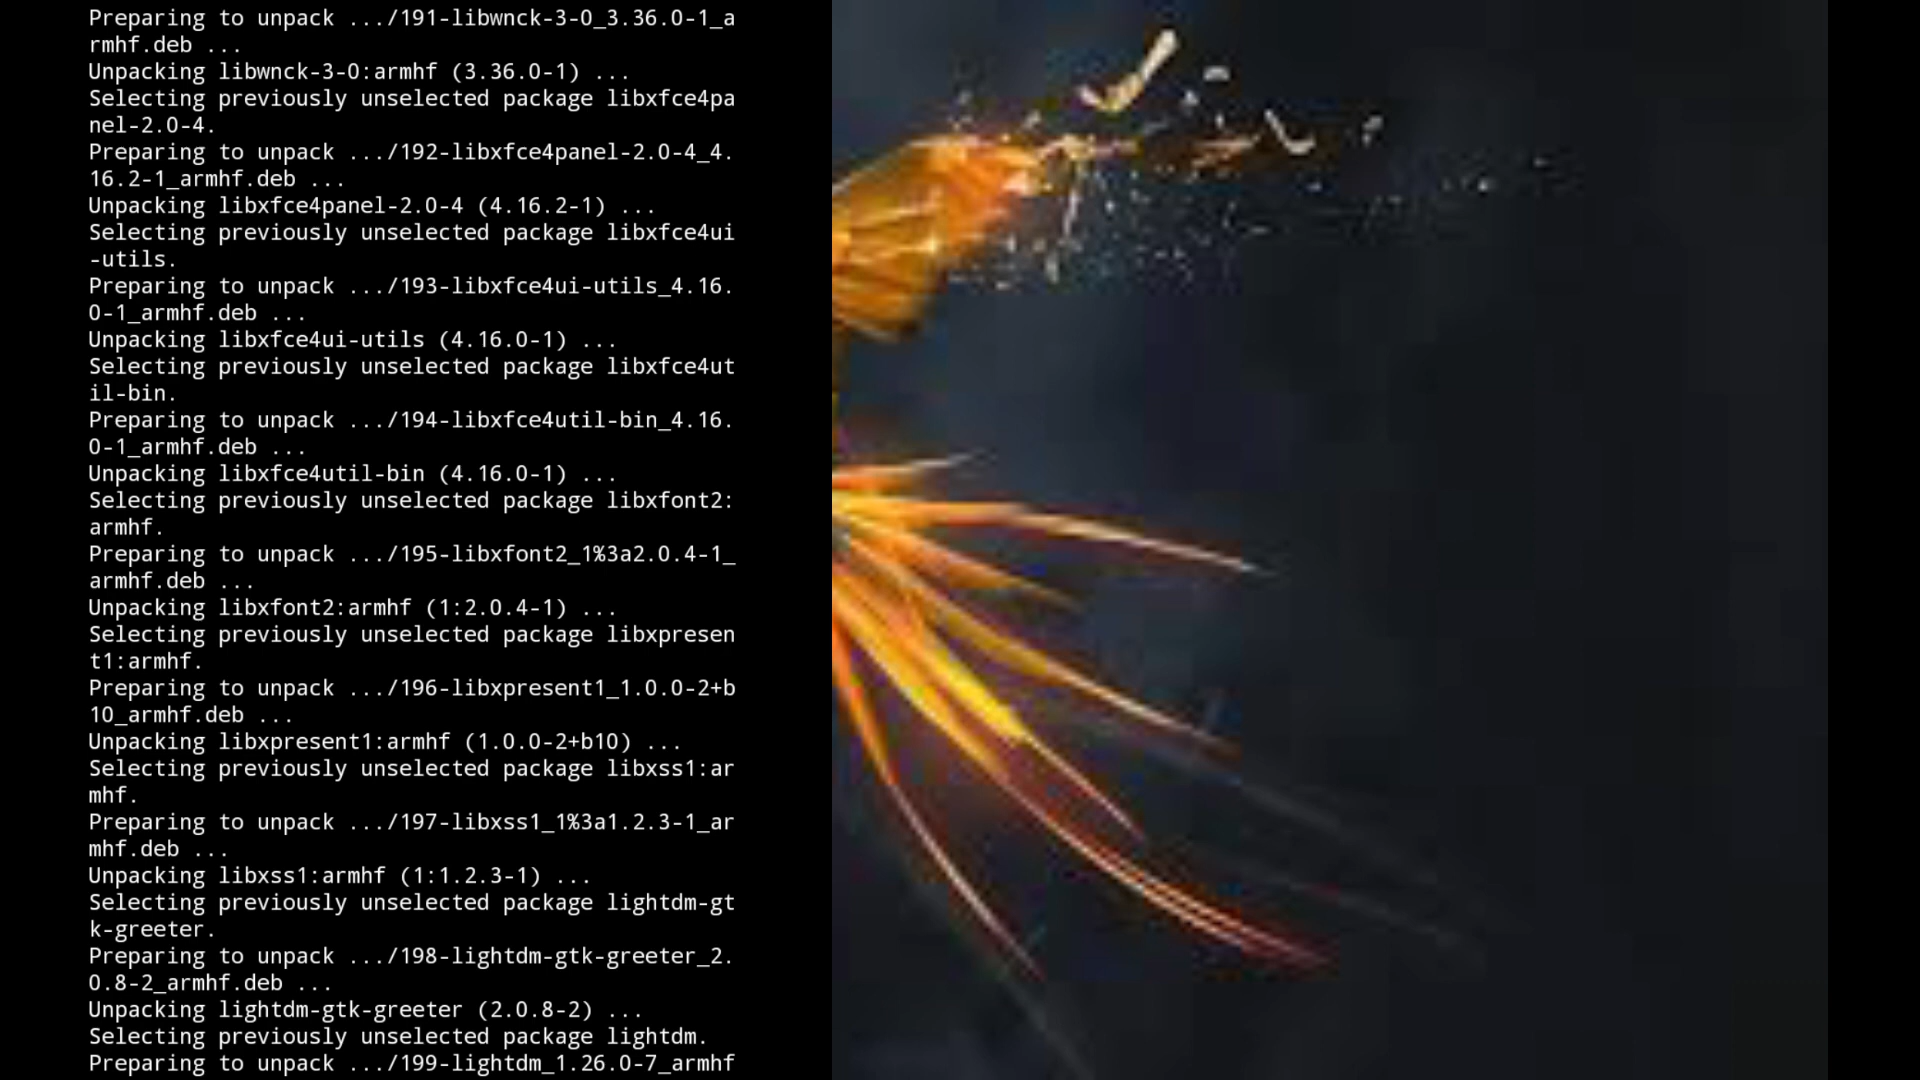 Preparing to unpack .../191-libwnck-3-0_3.36.0-1_a
rmhf.deb ...
Unpacking libwnck-3-0:armhf (3.36.0-1) ...
Selecting previously unselected package libxfce4pa
nel-2.0-4.
Preparing to unpack .../192-libxfce4panel-2.0-4_4.
16.2-1_armhf.deb ...
Unpacking libxfce4panel-2.0-4 (4.16.2-1) ...
Selecting previously unselected package libxfce4ui
-utils.
Preparing to unpack .../193-libxfce4ui-utils_4.16.
0-1_armhf.deb ...
Unpacking libxfce4ui-utils (4.16.0-1) ...
Selecting previously unselected package libxfce4ut
il-bin.
Preparing to unpack .../194-libxfce4util-bin_4.16.
0-1_armhf.deb ...
Unpacking libxfce4util-bin (4.16.0-1) ...
Selecting previously unselected package libxfont2:
armhf.
Preparing to unpack .../195-libxfont2_1%3a2.0.4-1_
armhf.deb ...
Unpacking libxfont2:armhf (1:2.0.4-1) ...
Selecting previously unselected package libxpresen
t1:armhf.
Preparing to unpack .../196-libxpresent1_1.0.0-2+b
10_armhf.deb ...
Unpacking libxpresent1:armhf (1.0.0-2+b10) ...
Selecting previously unselected package libxss1:ar
mhf.
Preparing to unpack .../197-libxss1_1%3a1.2.3-1_ar
mhf.deb ...
Unpacking libxss1:armhf (1:1.2.3-1) ...
Selecting previously unselected package lightdm-gt
k-greeter.
Preparing to unpack .../198-lightdm-gtk-greeter_2.
0.8-2_armhf.deb ...
Unpacking lightdm-gtk-greeter (2.0.8-2) ...
Selecting previously unselected package lightdm.
Preparing to unpack .../199-lightdm_1.26.0-7_armhf